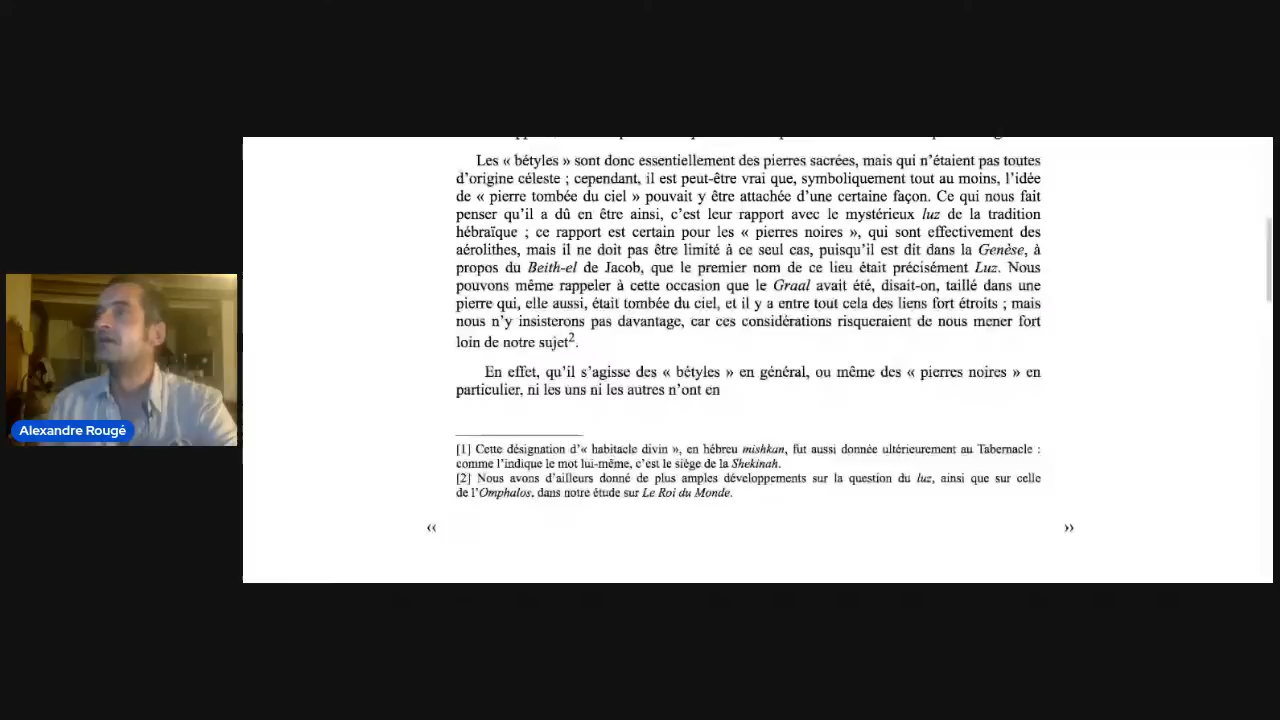 Les « bétyles » sont donc essentiellement des pierres sacrées, mais qui n’étaient pas toutes
d’origine céleste ; cependant, il est peut-être vrai que, symboliquement tout au moins, l’idée
de « pierre tombée du ciel » pouvait y être attachée d’une certaine façon. Ce qui nous fait
penser qu’il a dû en être ainsi, c’est leur rapport avec le mystérieux luz de la tradition
hébraïque ; ce rapport est certain pour les « pierres noires », qui sont effectivement des
aérolithes, mais il ne doit pas être limité à ce seul cas, puisqu’il est dit dans la Genèse, à
propos du Beith-el de Jacob, que le premier nom de ce lieu était précisément Luz. Nous
pouvons même rappeler à cette occasion que le Graal avait été, disait-on, taillé dans une
pierre qui, elle aussi, était tombée du ciel, et il y a entre tout cela des liens fort étroits ; mais
nous n’y insisterons pas davantage, car ces considérations risqueraient de nous mener fort
loin de notre sujet2.
En effet, qu’il s’agisse des « bétyles » en général, ou même des « pierres noires » en
particulier, ni les uns ni les autres n’ont en
Alexandre Rougé
[1] Cette désignation d’« habitacle divin », en hébreu mishkan, fut aussi donnée ultérieurement au Tabernacle :
comme l’indique le mot lui-même, c’est le siège de la Shekinah.
[2] Nous avons d’ailleurs donné de plus amples développements sur la question du luz, ainsi que sur celle
de l’Omphalos, dans notre étude sur Le Roi du Monde.
‹‹ ››